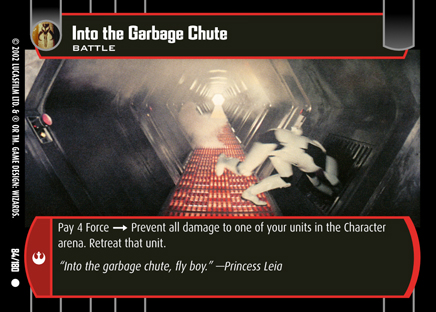 Into the Garbage Chute
BATTLE
Pay 4 Force → Prevent all damage to one of your units in the Character
arena. Retreat that unit.
“Into the garbage chute, fly boy.” —Princess Leia
© 2002 LUCASFILM LTD. & ® OR TM. GAME DESIGN: WIZARDS.
84/180